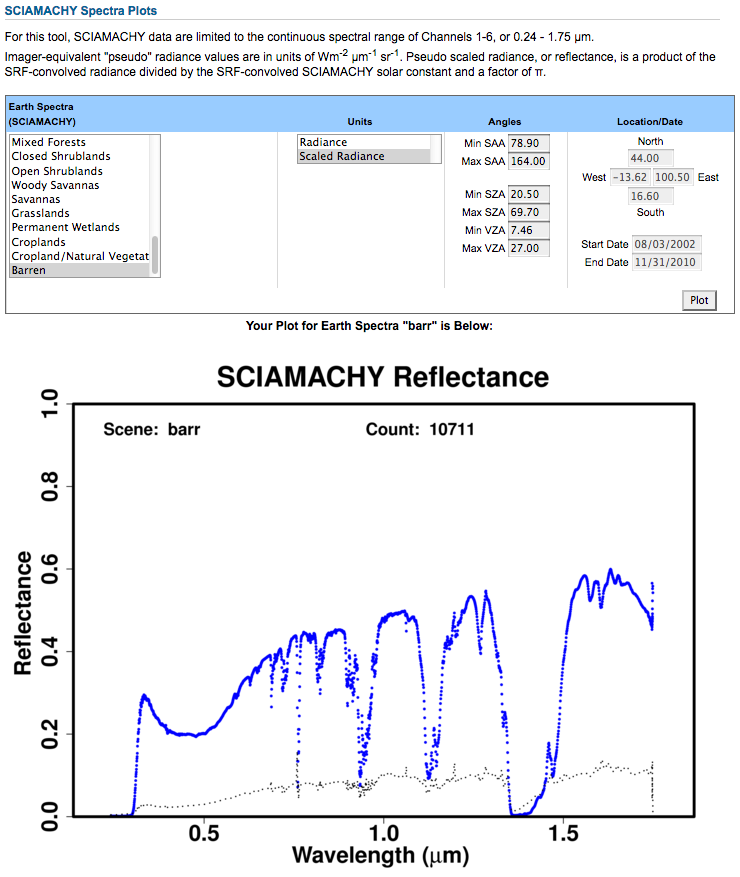 SCIAMACHY Spectra Plots
For this tool, SCIAMACHY data are limited to the continuous spectral range of Channels 1-6, or 0.24 - 1.75 µm.
Imager-equivalent "pseudo" radiance values are in units of Wm-2 µm-1 sr-1. Pseudo scaled radiance, or reflectance, is a product of the
SRF-convolved radiance divided by the SRF-convolved SCIAMACHY solar constant and a factor of π.
Earth Spectra
(SCIAMACHY) Units Angles Location/Date
Mixed Forests
Closed Shrublands
Open Shrublands
Woody Savannas
Savannas
Grasslands
Permanent Wetlands
Croplands
Cropland/Natural Vegetat
Barren
Radiance
Scaled Radiance
Min SAA 78.90
Max SAA 164.00
Min SZA 20.50
Max SZA 69.70
Min VZA 7.46
Max VZA 27.00
North
44.00
West -13.62 100.50 East
16.60
South
Start Date 08/03/2002
End Date 11/31/2010
Plot
Your Plot for Earth Spectra "barr" is Below:
SCIAMACHY Reflectance
Scene: barr Count: 10711
Reflectance
1.0
0.8
0.6
0.4
0.2
0.0
0.5 1.0 1.5
Wavelength (µm)